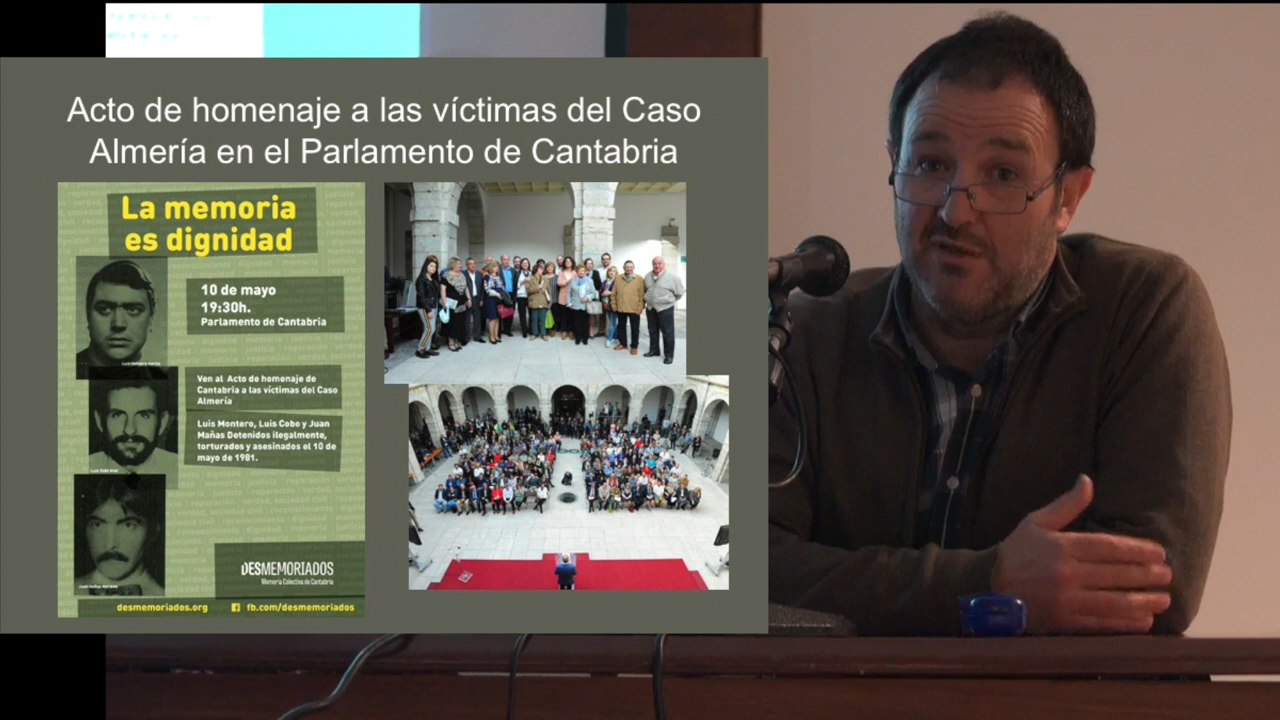 Acto de homenaje a las víctimas del Caso
Almería en el Parlamento de Cantabria
La memoria
es dignidad
10 de mayo
19:30h.
Parlamento de Cantabria
Ven al Acto de homenaje de
Cantabria a las víctimas del Caso
Almería
Luis Montero, Luis Cobo y Juan
Mañas Detenidos ilegalmente,
torturados y asesinados el 10 de
mayo de 1981.
DESMEMORIADOS
Memoria Colectiva de Cantabria
desmemoriados.org
fb.com/desmemoriados